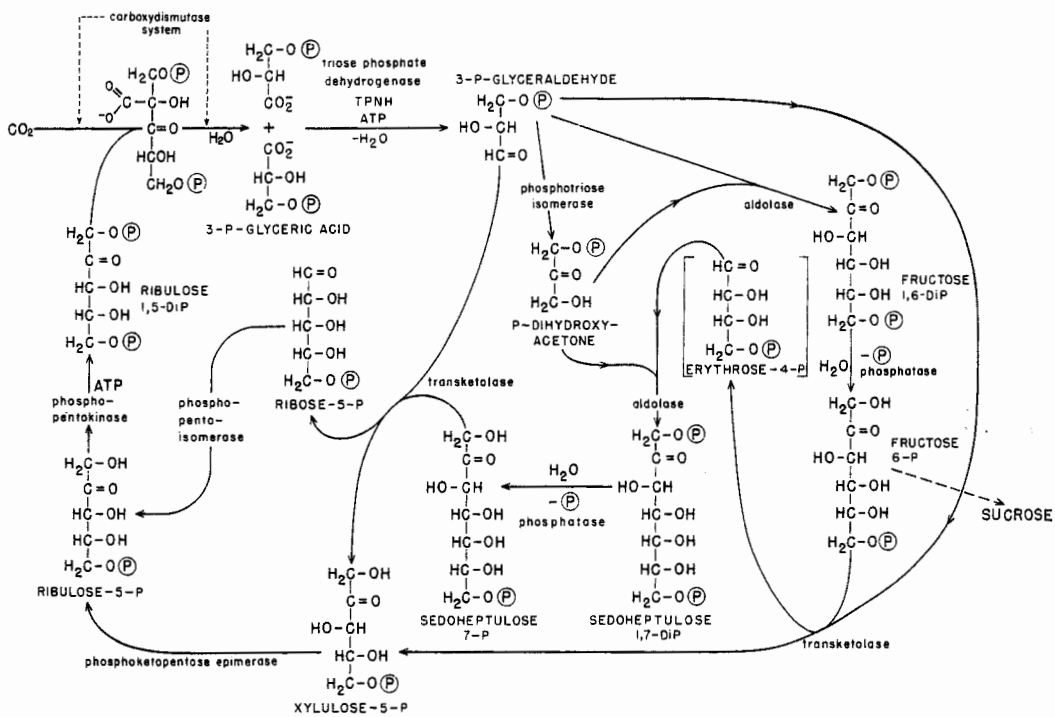 carboxydismutase
system
CO₂
H₂CO Ⓟ
O
⁻O
C
C–OH
C=O
HCOH
CH₂O Ⓟ
H₂O
H₂C–O Ⓟ
HO–CH
CO₂⁻
+
CO₂⁻
HC–OH
H₂C–O Ⓟ
3-P-GLYCERIC ACID
triose phosphate
dehydrogenase
TPNH
ATP
–H₂O
3-P-GLYCERALDEHYDE
H₂C–O Ⓟ
HO–CH
HC=O
phosphotriose
isomerase
aldolase
H₂C–O Ⓟ
C=O
H₂C–OH
P-DIHYDROXY-
ACETONE
H₂C–O Ⓟ
C=O
HO–CH
HC–OH
HC–OH
H₂C–O Ⓟ
FRUCTOSE
1,6-DiP
H₂O
–Ⓟ
phosphatase
HC=O
HC–OH
HC–OH
H₂C–O Ⓟ
ERYTHROSE-4-P
H₂C–O Ⓟ
C=O
HC–OH
HC–OH
H₂C–O Ⓟ
RIBULOSE
1,5-DiP
HC=O
HC–OH
HC–OH
HC–OH
H₂C–O Ⓟ
RIBOSE-5-P
transketolase
aldolase
ATP
phospho-
pentokinase
phospho-
pento-
isomerase
H₂C–OH
C=O
HC–OH
HC–OH
H₂C–O Ⓟ
RIBULOSE-5-P
H₂C–OH
C=O
HO–CH
HC–OH
HC–OH
HC–OH
H₂C–O Ⓟ
SEDOHEPTULOSE
7-P
H₂O
–Ⓟ
phosphatase
H₂C–O Ⓟ
C=O
HO–CH
HC–OH
HC–OH
HC–OH
H₂C–O Ⓟ
SEDOHEPTULOSE
1,7-DiP
H₂C–OH
C=O
HO–CH
HC–OH
HC–OH
H₂C–O Ⓟ
FRUCTOSE
6-P
SUCROSE
transketolase
H₂C–OH
C=O
HO–CH
HC–OH
H₂C–O Ⓟ
XYLULOSE-5-P
phosphoketopentose epimerase